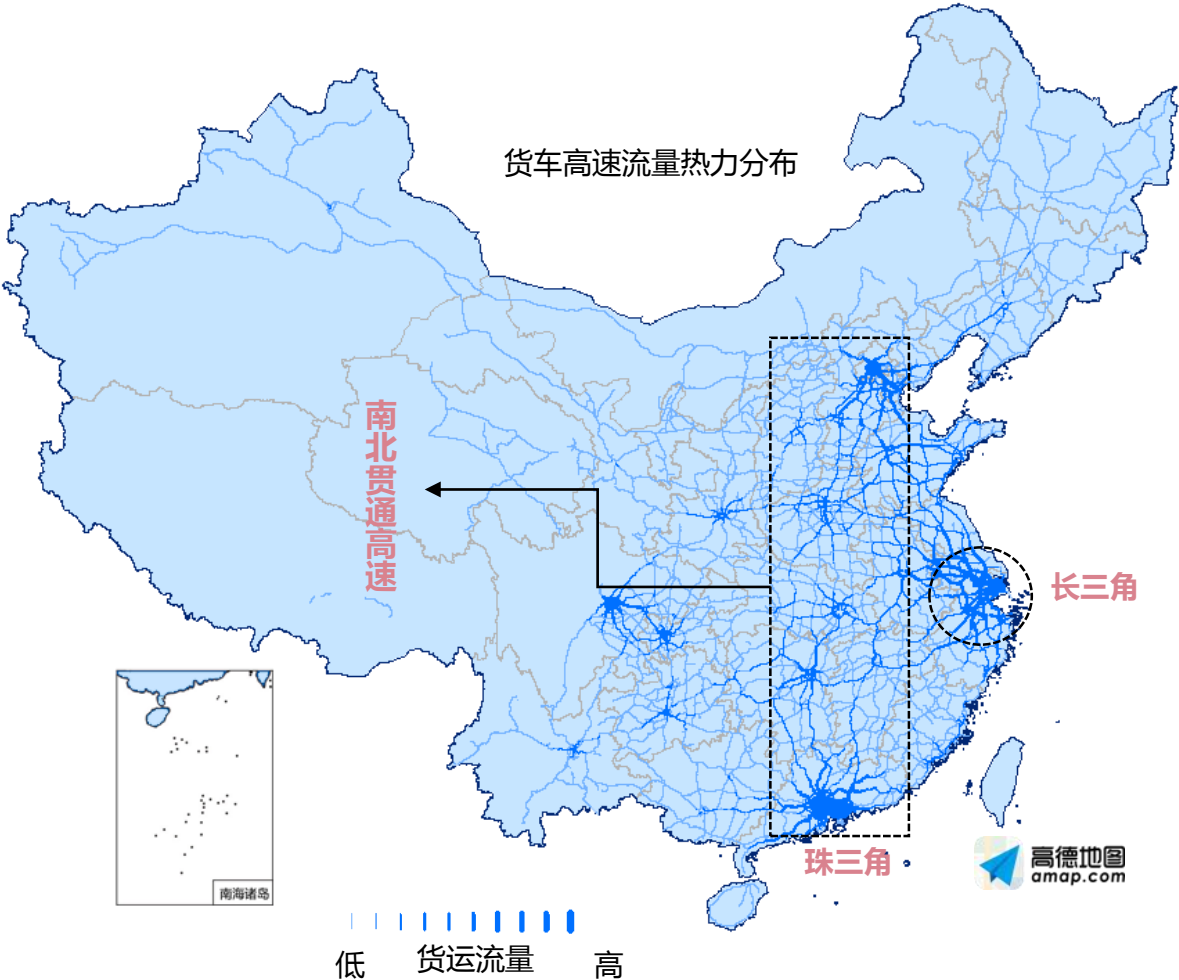 货车高速流量热力分布
南北贯通高速
长三角
珠三角
高德地图
amap.com
南海诸岛
低
货运流量
高